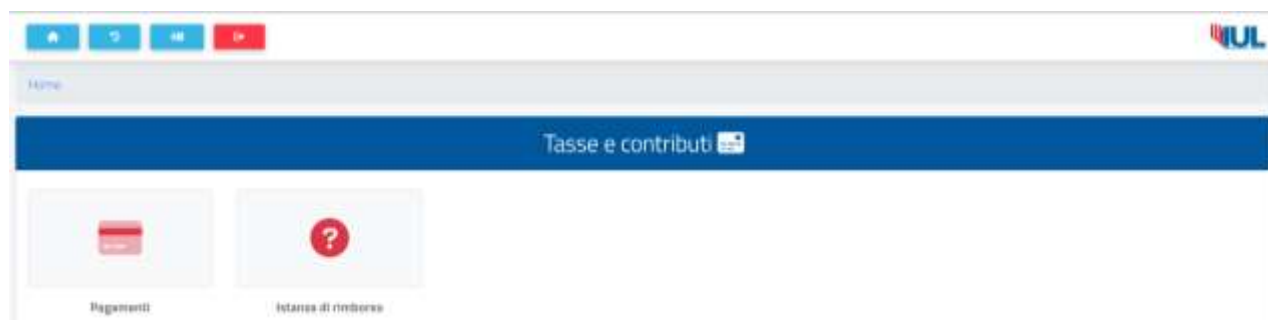 IUL
Home
Tasse e contributi
Pagamenti
Istanza di rimborso